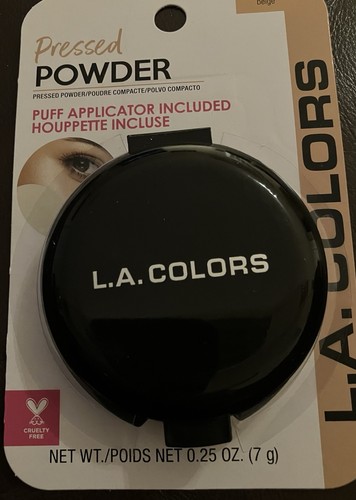 beige
Pressed
POWDER
PRESSED POWDER/POUDRE COMPACTE/POLVO COMPACTO
PUFF APPLICATOR INCLUDED
HOUPPETTE INCLUSE
L.A. COLORS
L.A. COLORS
CRUELTY
FREE
NET WT./POIDS NET 0.25 OZ. (7 g)